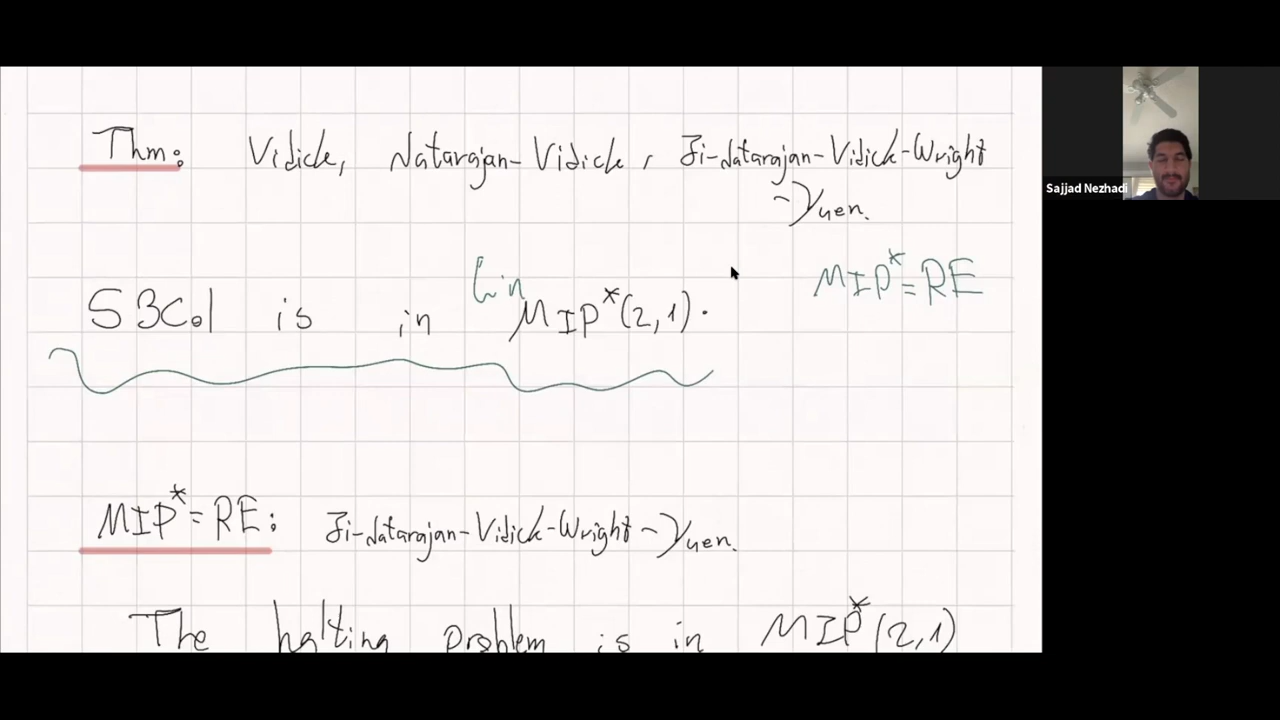 Thm: Vidick, Natarajan-Vidick, Ji-Natarajan-Vidick-Wright
-Yuen.
MIP* = RE
S3Col is in Lin MIP*(2,1).
MIP* = RE: Ji-Natarajan-Vidick-Wright-Yuen.
The halting problem is in MIP*(2,1)
Sajjad Nezhadi